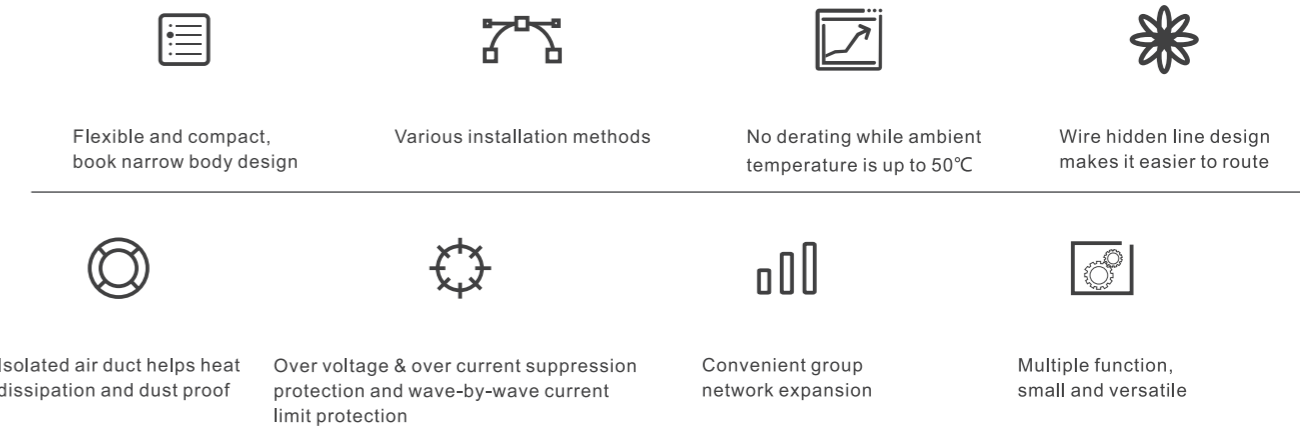 Flexible and compact,
book narrow body design
Various installation methods
No derating while ambient
temperature is up to 50℃
Wire hidden line design
makes it easier to route
Isolated air duct helps heat
dissipation and dust proof
Over voltage & over current suppression
protection and wave-by-wave current
limit protection
Convenient group
network expansion
Multiple function,
small and versatile